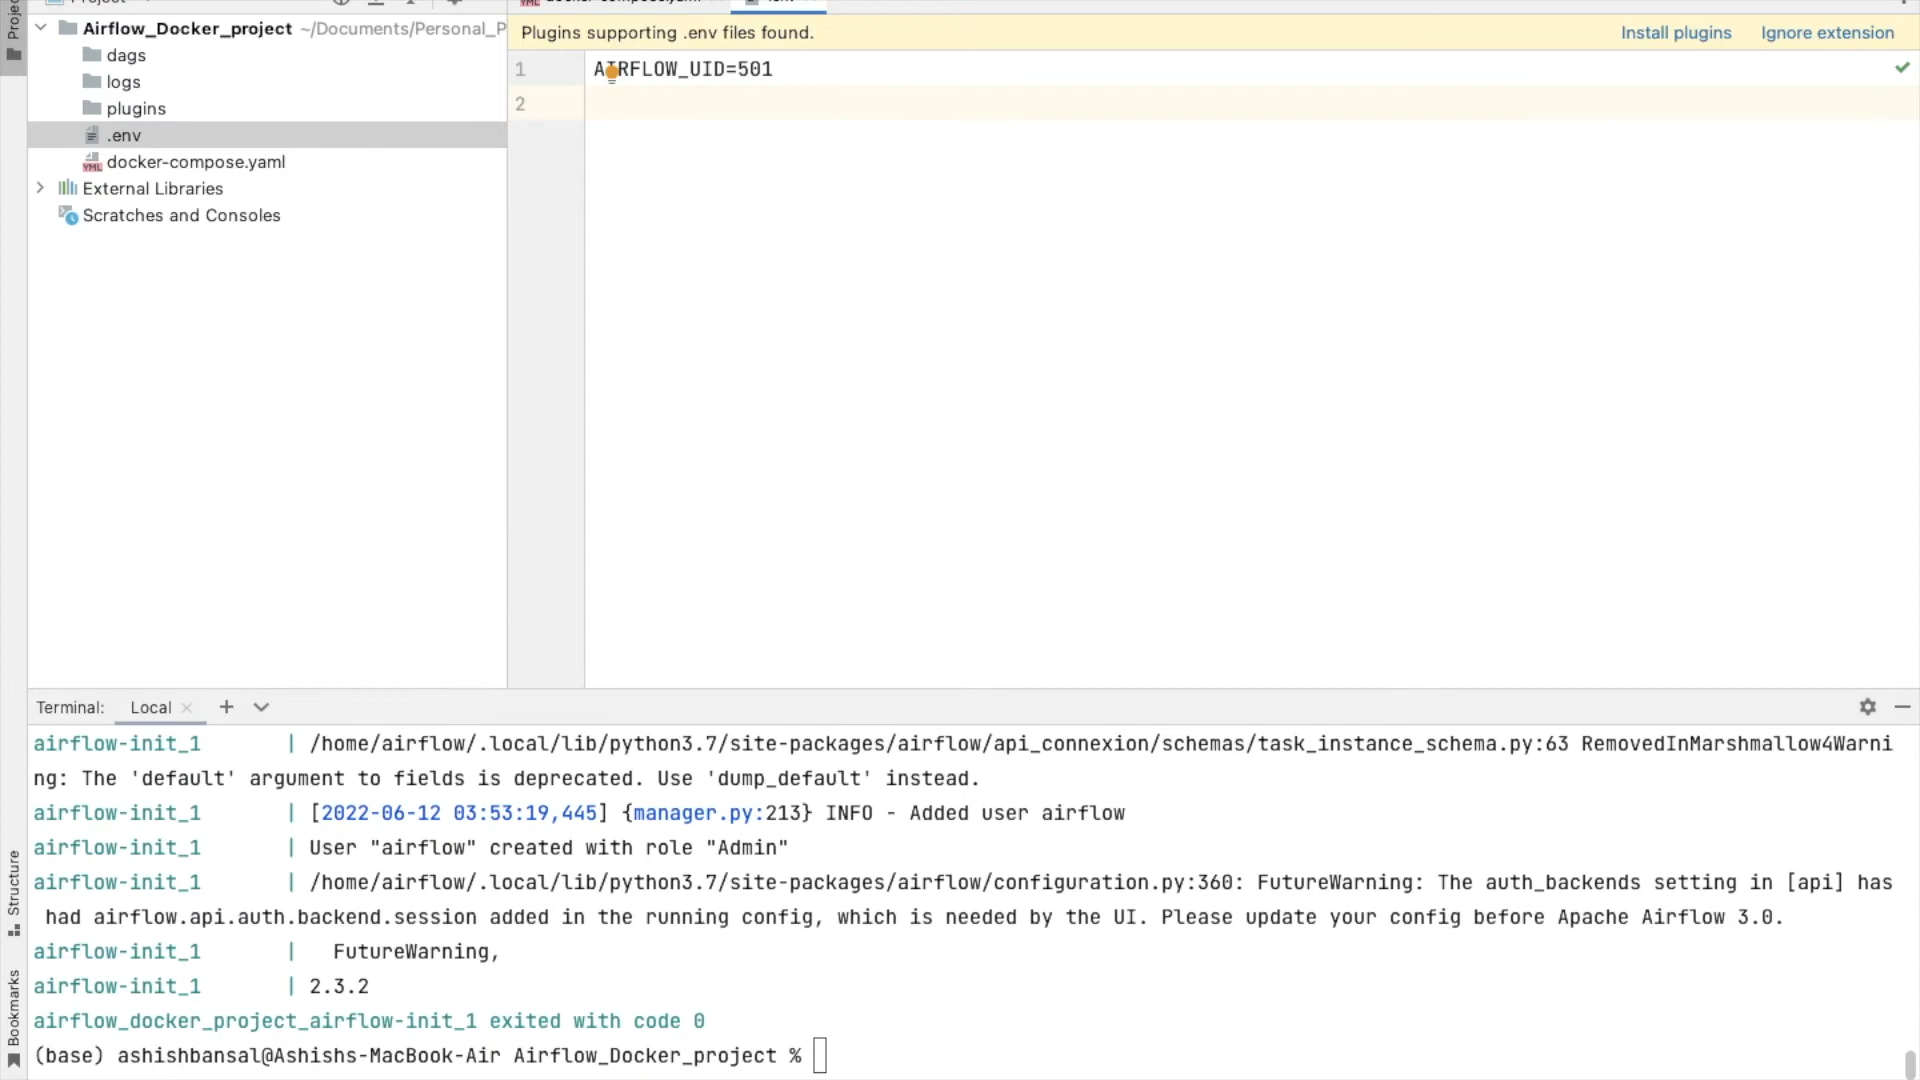 Project
Airflow_Docker_project ~/Documents/Personal_P
dags
logs
plugins
.env
YML docker-compose.yaml
External Libraries
Scratches and Consoles
Plugins supporting .env files found. Install plugins Ignore extension
1 AIRFLOW_UID=501
2
Structure
Bookmarks
Terminal: Local
airflow-init_1 | /home/airflow/.local/lib/python3.7/site-packages/airflow/api_connexion/schemas/task_instance_schema.py:63 RemovedInMarshmallow4Warni
ng: The 'default' argument to fields is deprecated. Use 'dump_default' instead.
airflow-init_1 | [2022-06-12 03:53:19,445] {manager.py:213} INFO - Added user airflow
airflow-init_1 | User "airflow" created with role "Admin"
airflow-init_1 | /home/airflow/.local/lib/python3.7/site-packages/airflow/configuration.py:360: FutureWarning: The auth_backends setting in [api] has
had airflow.api.auth.backend.session added in the running config, which is needed by the UI. Please update your config before Apache Airflow 3.0.
airflow-init_1 | FutureWarning,
airflow-init_1 | 2.3.2
airflow_docker_project_airflow-init_1 exited with code 0
(base) ashishbansal@Ashishs-MacBook-Air Airflow_Docker_project %